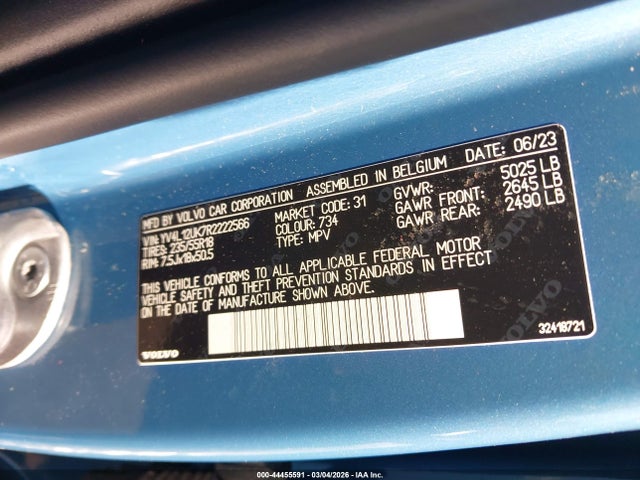 MFD BY VOLVO CAR CORPORATION ASSEMBLED IN BELGIUM DATE: 06/23
VIN: YV4L12UK7R2222566 MARKET CODE: 31 GVWR: 5025 LB
TIRES: 235/55R18 COLOUR: 734 GAWR FRONT: 2645 LB
RIM: 7.5Jx18x50.5 TYPE: MPV GAWR REAR: 2490 LB
THIS VEHICLE CONFORMS TO ALL APPLICABLE FEDERAL MOTOR
VEHICLE SAFETY AND THEFT PREVENTION STANDARDS IN EFFECT
ON THE DATE OF MANUFACTURE SHOWN ABOVE.
VOLVO 32418721
000-44455591 - 03/04/2026 - IAA Inc.